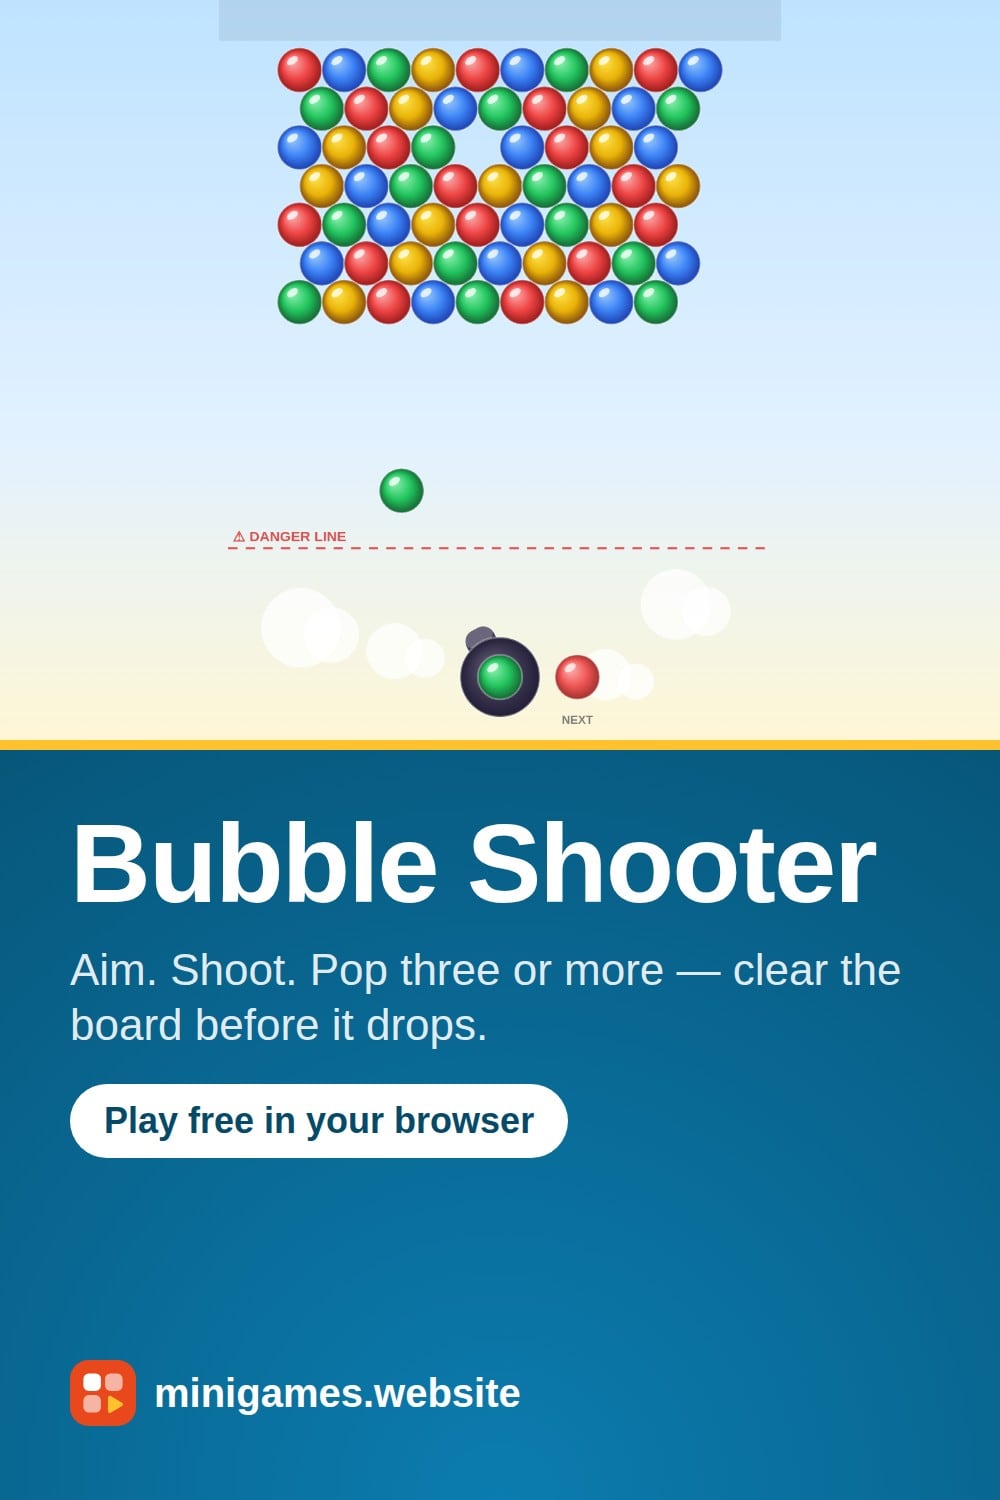 ⚠ DANGER LINE
NEXT
Bubble Shooter
Aim. Shoot. Pop three or more — clear the
board before it drops.
Play free in your browser
minigames.website